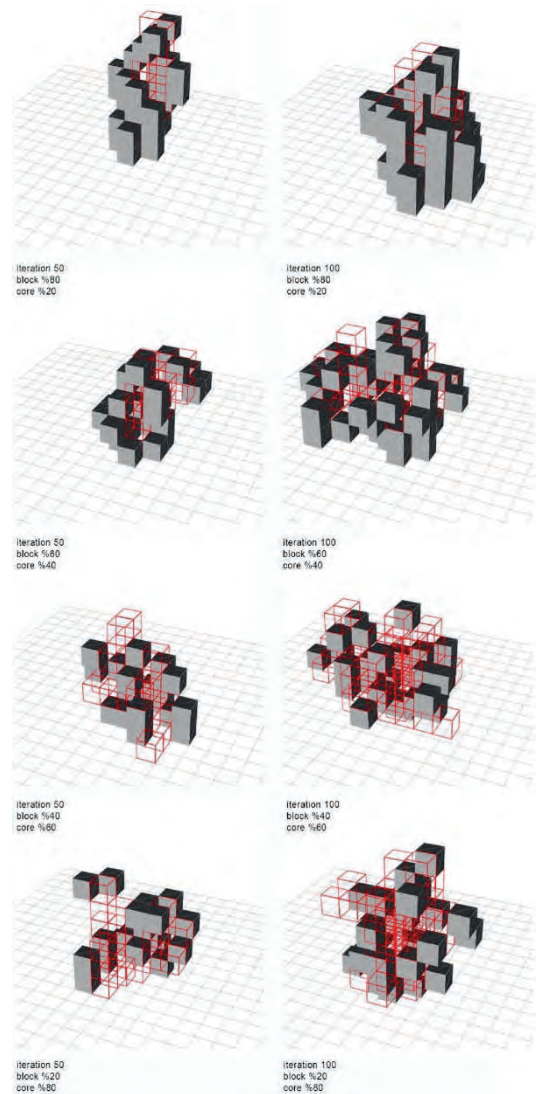 iteration 50
block %80
core %20
iteration 100
block %80
core %20
iteration 50
block %60
core %40
iteration 100
block %60
core %40
iteration 50
block %40
core %60
iteration 100
block %40
core %60
iteration 50
block %20
core %80
iteration 100
block %20
core %80